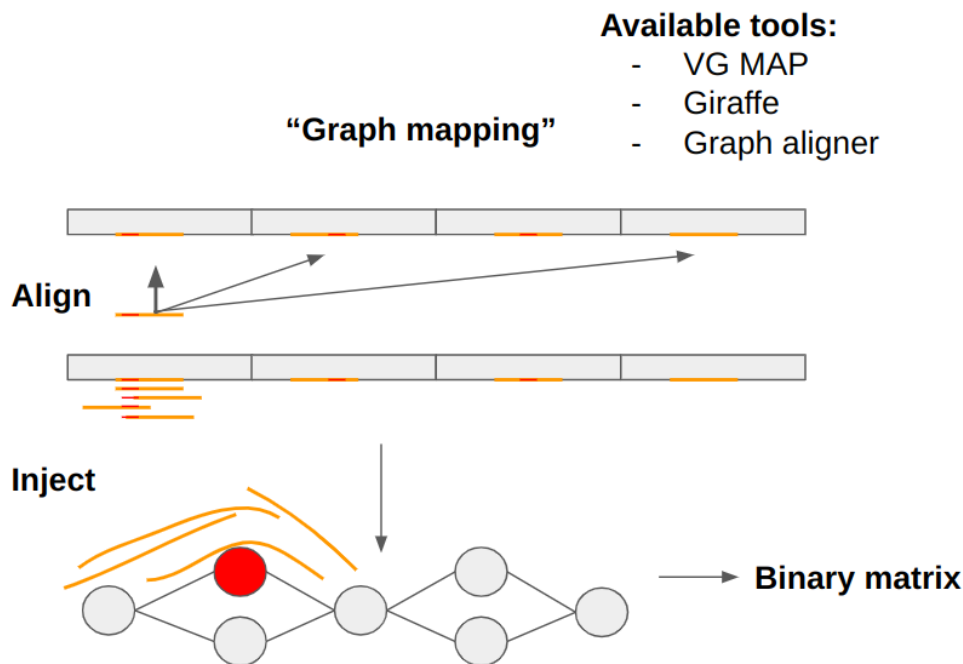 Available tools:
- VG MAP
- Giraffe
- Graph aligner
“Graph mapping”
Align
Inject
Binary matrix